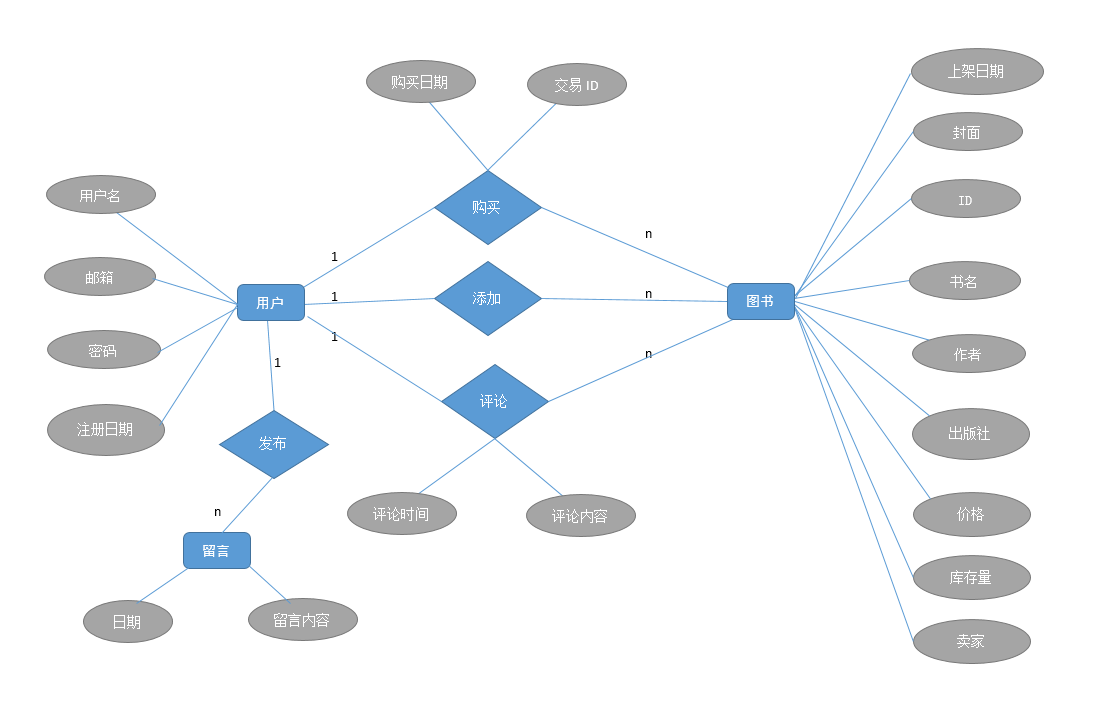 购买日期
交易 ID
上架日期
封面
用户名
ID
购买
n
1
邮箱
书名
用户
1
添加
n
图书
1
密码
1
n
作者
评论
注册日期
发布
出版社
n
评论时间
评论内容
价格
留言
库存量
日期
留言内容
卖家